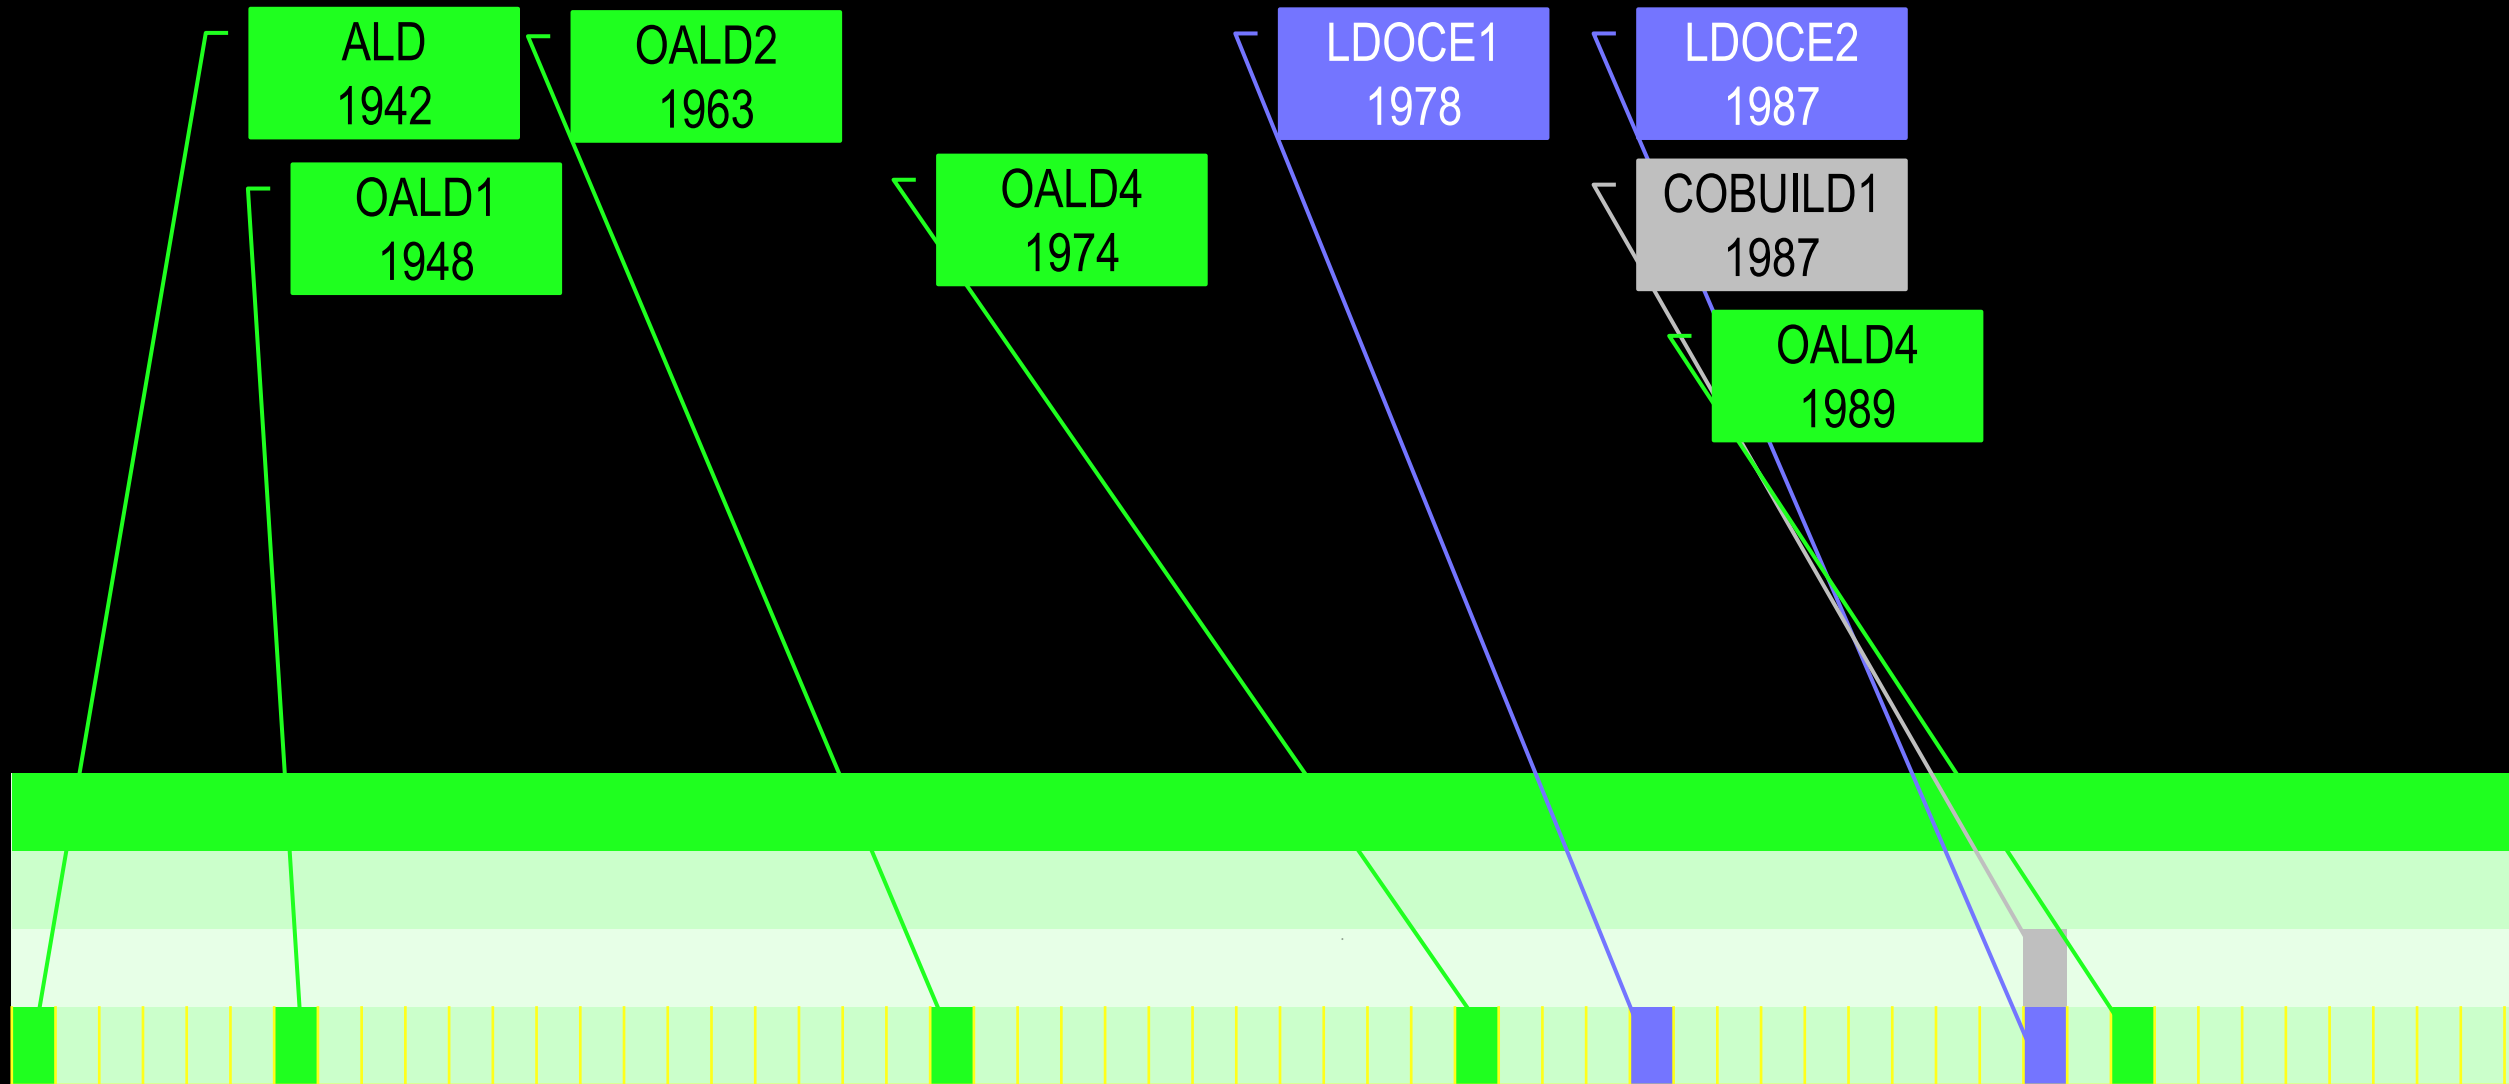 ALD
1942
OALD1
1948
OALD2
1963
OALD4
1974
LDOCE1
1978
LDOCE2
1987
COBUILD1
1987
OALD4
1989